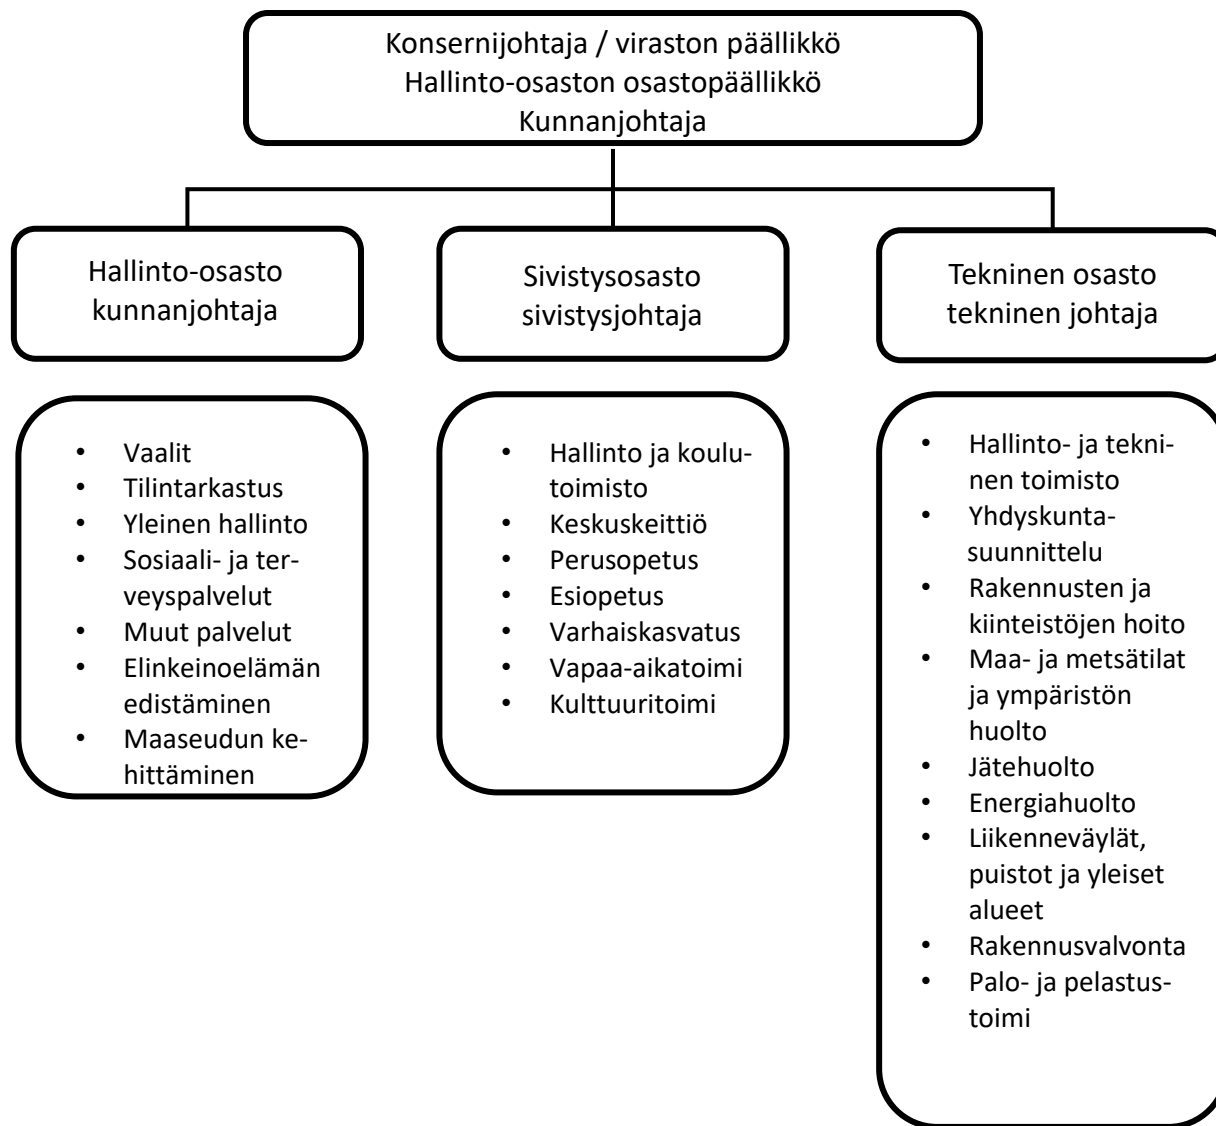 Konsernijohtaja / viraston päällikkö
Hallinto-osaston osastopäällikkö
Kunnanjohtaja
Hallinto-osasto
kunnanjohtaja
Sivistysosasto
sivistysjohtaja
Tekninen osasto
tekninen johtaja
• Vaalit
• Tilintarkastus
• Yleinen hallinto
• Sosiaali- ja ter-
veyspalvelut
• Muut palvelut
• Elinkeinoelämän
edistäminen
• Maaseudun ke-
hittäminen
• Hallinto ja koulu-
toimisto
• Keskuskeittiö
• Perusopetus
• Esiopetus
• Varhaiskasvatus
• Vapaa-aikatoimi
• Kulttuuritoimi
• Hallinto- ja tekni-
nen toimisto
• Yhdyskunta-
suunnittelu
• Rakennusten ja
kiinteistöjen hoito
• Maa- ja metsätilat
ja ympäristön
huolto
• Jätehuolto
• Energiahuolto
• Liikenneväylät,
puistot ja yleiset
alueet
• Rakennusvalvonta
• Palo- ja pelastus-
toimi